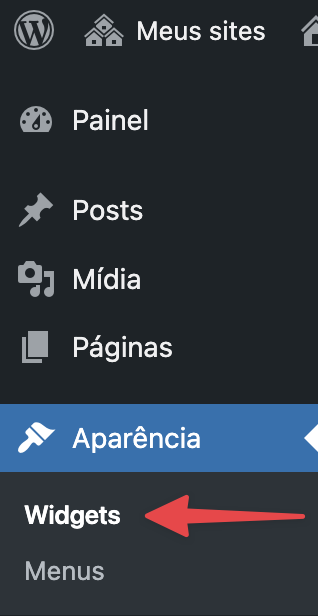 Meus sites
Painel
Posts
Mídia
Páginas
Aparência
Widgets
Menus